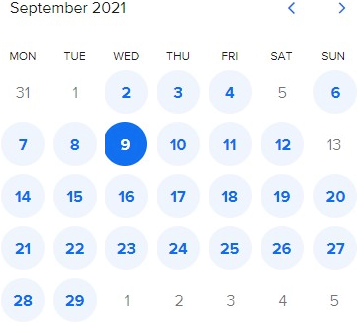 September 2021
MON TUE WED THU FRI SAT SUN
31 1 2 3 4 5 6
7 8 9 10 11 12 13
14 15 16 17 18 19 20
21 22 23 24 25 26 27
28 29 1 2 3 4 5